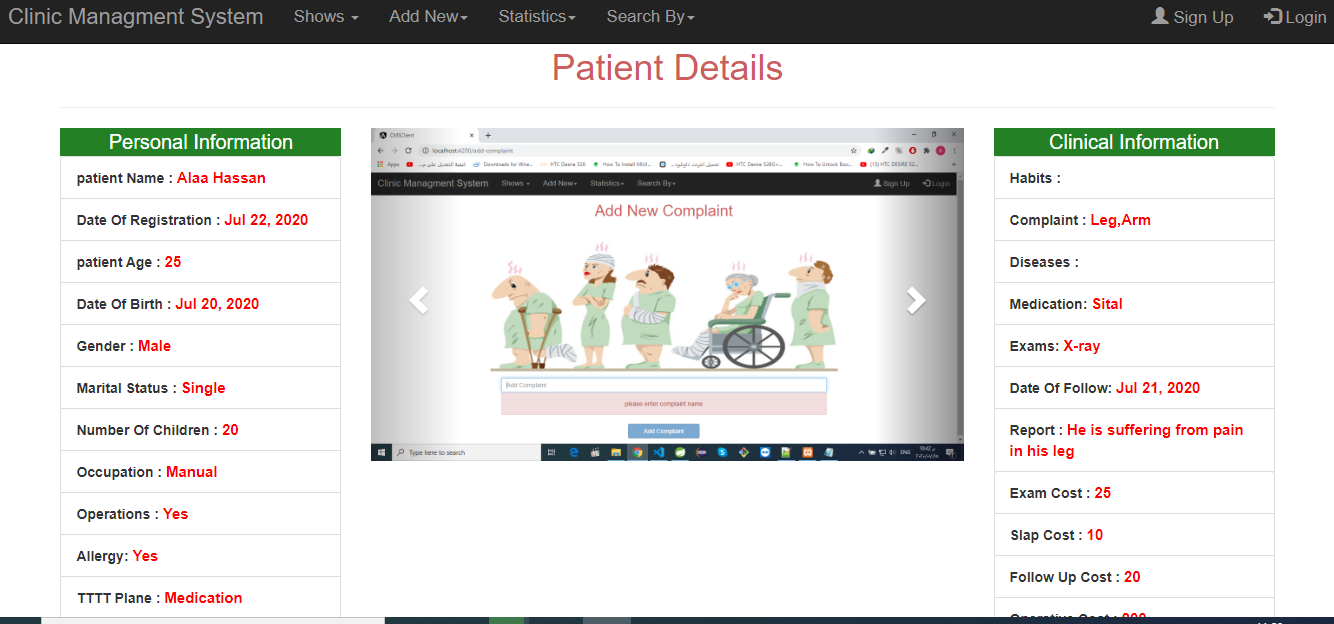 Clinic Managment System Shows Add New Statistics Search By Sign Up Login
Patient Details
Personal Information
patient Name : Alaa Hassan
Date Of Registration : Jul 22, 2020
patient Age : 25
Date Of Birth : Jul 20, 2020
Gender : Male
Marital Status : Single
Number Of Children : 20
Occupation : Manual
Operations : Yes
Allergy: Yes
TTTT Plane : Medication
CMSClient
localhost:4200/add-complaint
Apps Downloads for Wire... HTC Desire 326 How To Install MIUI... HTC Desire 526G+... How To Unlock Boo... (15) HTC DESIRE 52...
Clinic Managment System Shows Add New Statistics Search By Sign Up Login
Add New Complaint
Add Complaint
please enter complaint name
Add Complaint
Type here to search ENG
Clinical Information
Habits :
Complaint : Leg,Arm
Diseases :
Medication: Sital
Exams: X-ray
Date Of Follow: Jul 21, 2020
Report : He is suffering from pain
in his leg
Exam Cost : 25
Slap Cost : 10
Follow Up Cost : 20
Operative Cost :